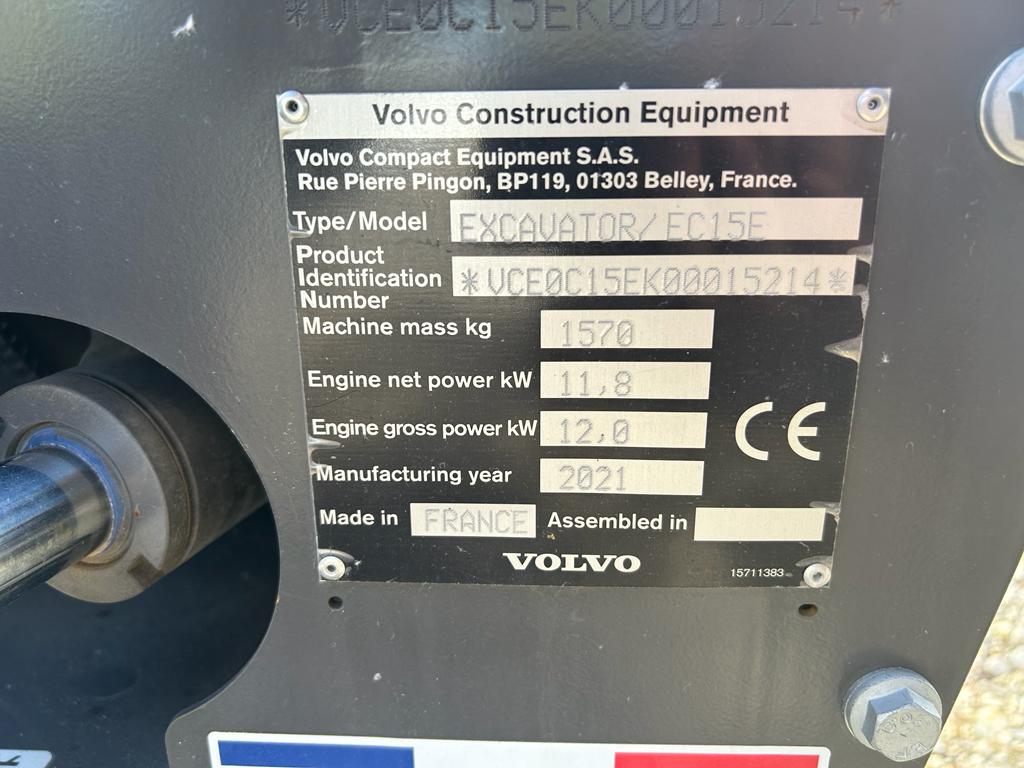 *VCE0C15EK00015214*
Volvo Construction Equipment
Volvo Compact Equipment S.A.S.
Rue Pierre Pingon, BP119, 01303 Belley, France.
Type/Model EXCAVATOR/EC15E
Product
Identification *VCE0C15EK00015214*
Number
Machine mass kg 1570
Engine net power kW 11,8
Engine gross power kW 12,0
CE
Manufacturing year 2021
Made in FRANCE Assembled in
VOLVO
15711383